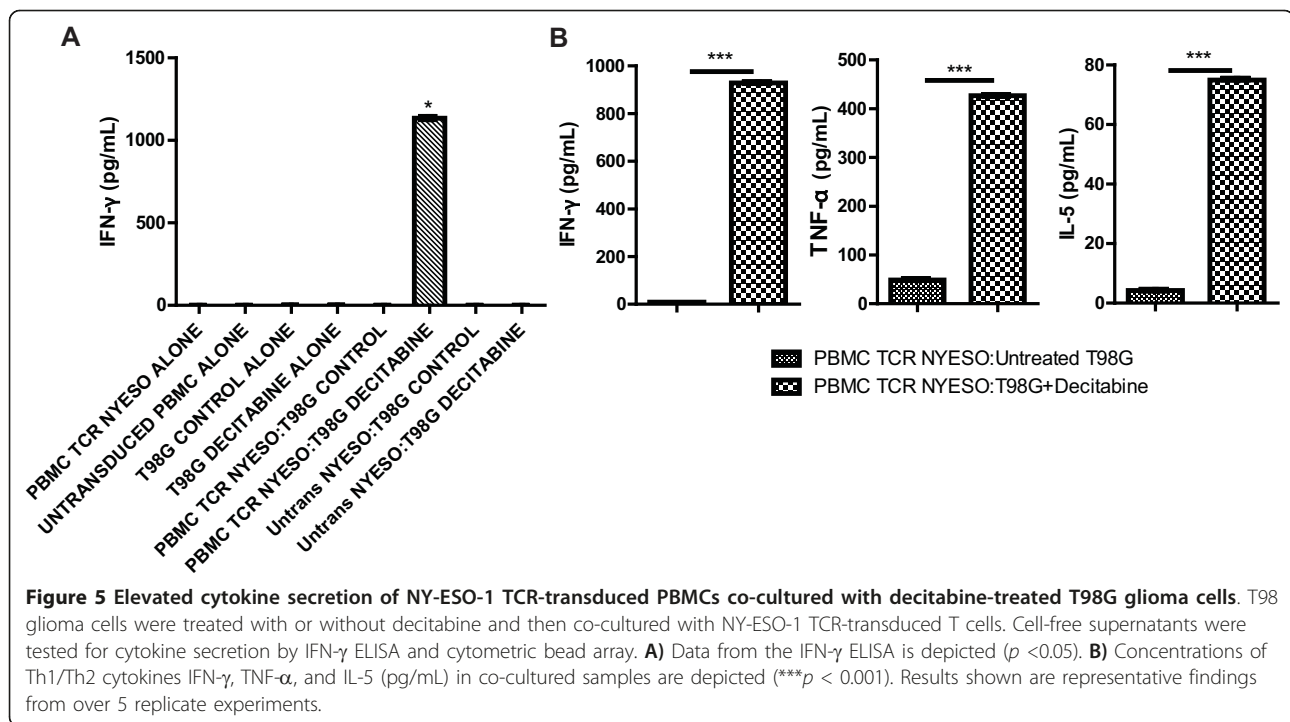 A
IFN-γ (pg/mL)
1500
1000
500
0
*
PBMC TCR NYESO ALONE
UNTRANSDUCED PBMC ALONE
T98G CONTROL ALONE
T98G DECITABINE ALONE
PBMC TCR NYESO:T98G CONTROL
PBMC TCR NYESO:T98G DECITABINE
Untrans NYESO:T98G CONTROL
Untrans NYESO:T98G DECITABINE
B
IFN-γ (pg/mL)
1000
800
600
400
200
0
***
TNF-α (pg/mL)
500
400
300
200
100
0
***
IL-5 (pg/mL)
80
60
40
20
0
***
PBMC TCR NYESO:Untreated T98G
PBMC TCR NYESO:T98G+Decitabine
Figure 5 Elevated cytokine secretion of NY-ESO-1 TCR-transduced PBMCs co-cultured with decitabine-treated T98G glioma cells. T98
glioma cells were treated with or without decitabine and then co-cultured with NY-ESO-1 TCR-transduced T cells. Cell-free supernatants were
tested for cytokine secretion by IFN-γ ELISA and cytometric bead array. A) Data from the IFN-γ ELISA is depicted (p <0.05). B) Concentrations of
Th1/Th2 cytokines IFN-γ, TNF-α, and IL-5 (pg/mL) in co-cultured samples are depicted (***p < 0.001). Results shown are representative findings
from over 5 replicate experiments.